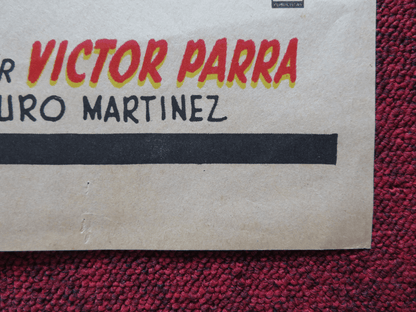 R VICTOR PARRA
URO MARTINEZ